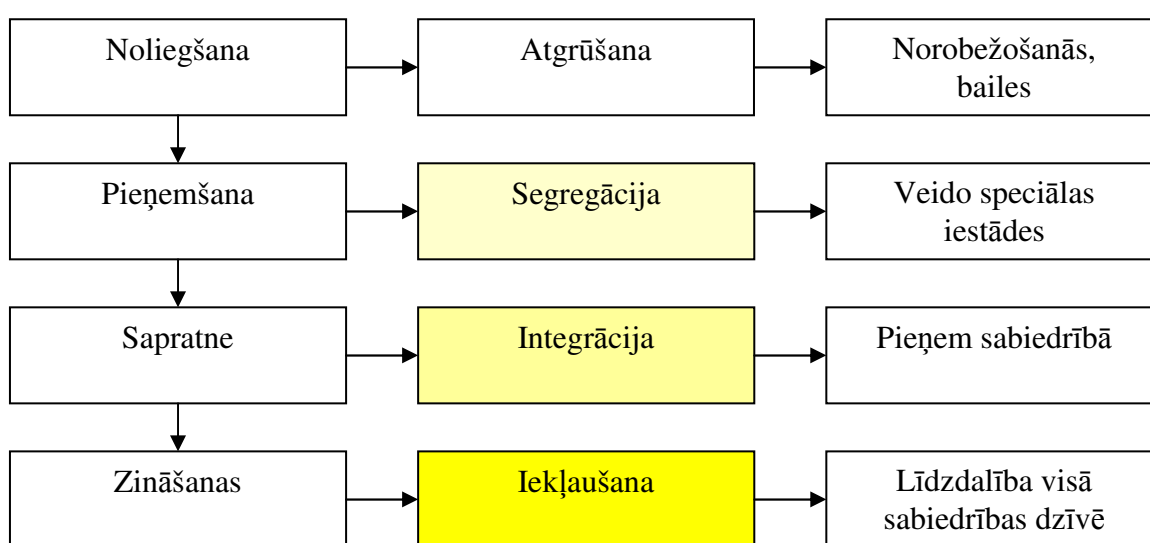 Noliegšana
Atgrūšana
Norobežošanās,
bailes
Pieņemšana
Segregācija
Veido speciālas
iestādes
Sapratne
Integrācija
Pieņem sabiedrībā
Zināšanas
Iekļaušana
Līdzdalība visā
sabiedrības dzīvē